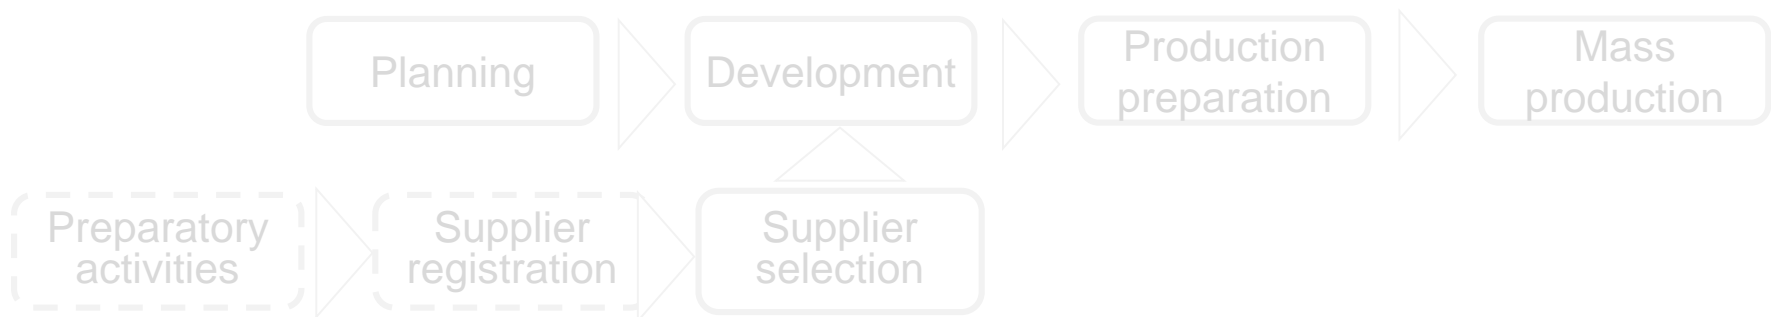 Planning
Development
Production
preparation
Mass
production
Preparatory
activities
Supplier
registration
Supplier
selection